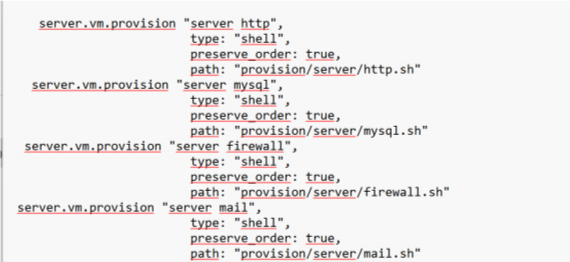 server.vm.provision "server http",
type: "shell",
preserve_order: true,
path: "provision/server/http.sh"
server.vm.provision "server mysql",
type: "shell",
preserve_order: true,
path: "provision/server/mysql.sh"
server.vm.provision "server firewall",
type: "shell",
preserve_order: true,
path: "provision/server/firewall.sh"
server.vm.provision "server mail",
type: "shell",
preserve_order: true,
path: "provision/server/mail.sh"